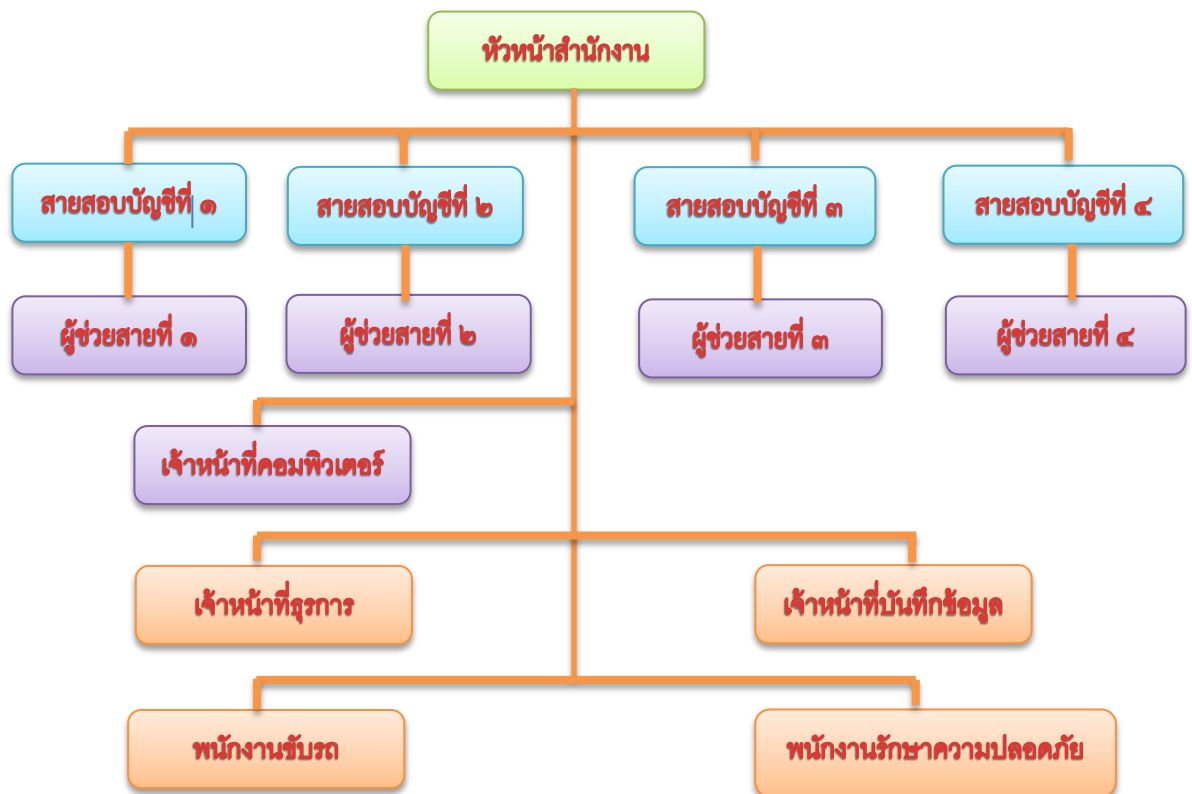 หัวหน้าสำนักงาน
สายสอบบัญชีที่ ๑
สายสอบบัญชีที่ ๒
สายสอบบัญชีที่ ๓
สายสอบบัญชีที่ ๔
ผู้ช่วยสายที่ ๑
ผู้ช่วยสายที่ ๒
ผู้ช่วยสายที่ ๓
ผู้ช่วยสายที่ ๔
เจ้าหน้าที่คอมพิวเตอร์
เจ้าหน้าที่ธุรการ
เจ้าหน้าที่บันทึกข้อมูล
พนักงานขับรถ
พนักงานรักษาความปลอดภัย